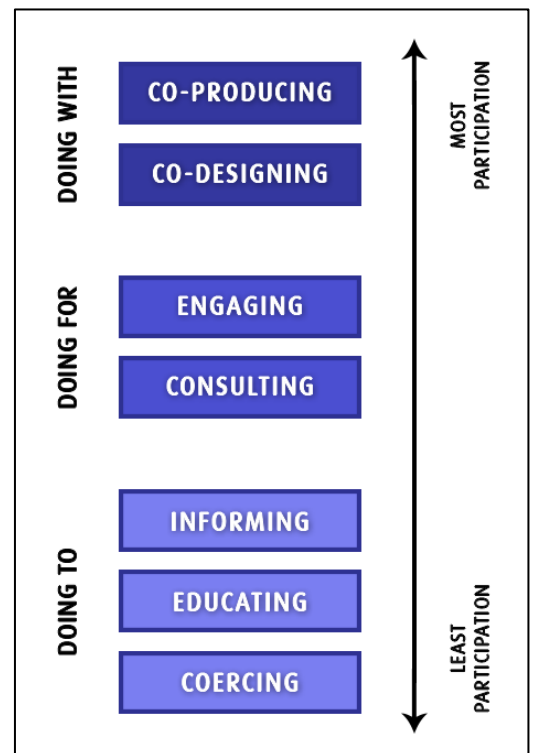 DOING WITH
CO-PRODUCING
CO-DESIGNING
MOST
PARTICIPATION
DOING FOR
ENGAGING
CONSULTING
DOING TO
INFORMING
EDUCATING
COERCING
LEAST
PARTICIPATION